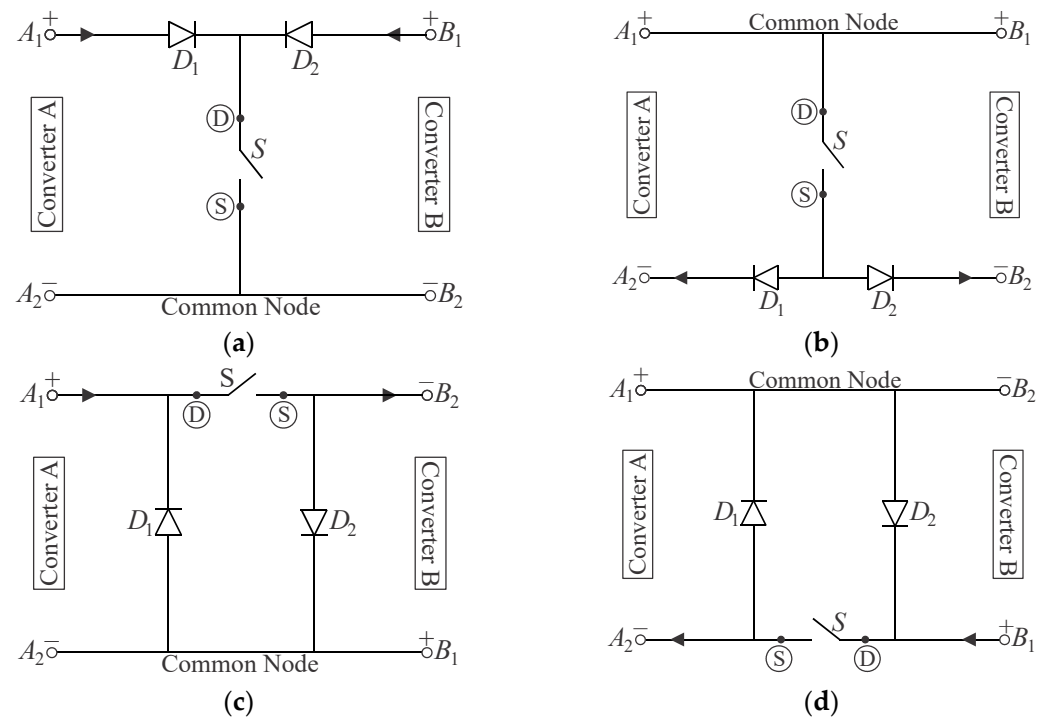 A1 + + B1
D1 D2
D
S
S
Converter A
Converter B
A2 − − B2
Common Node
(a)
A1 + Common Node + B1
D
S
S
Converter A
Converter B
A2 − − B2
D1 D2
(b)
A1 + S − B2
D S
Converter A
D1 D2
Converter B
A2 − + B1
Common Node
(c)
A1 + Common Node − B2
Converter A
D1 D2
Converter B
A2 − S + B1
S D
(d)